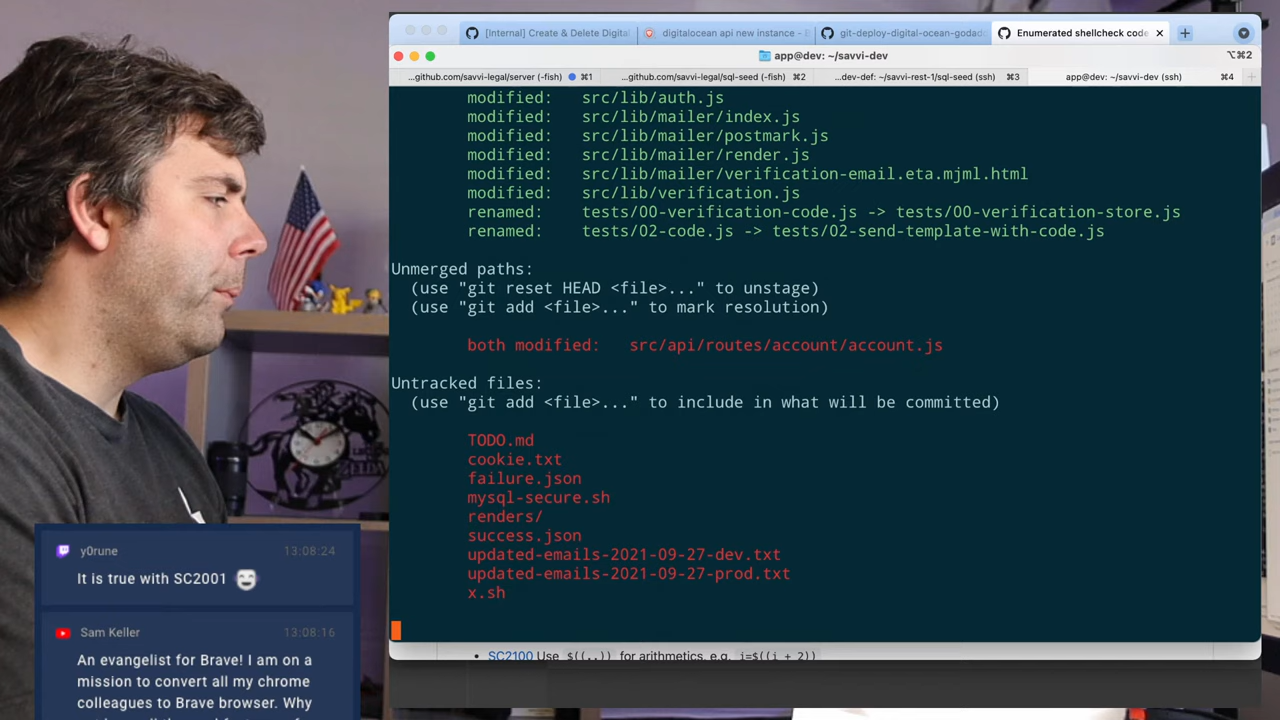 [Internal] Create & Delete Digital
digitalocean api new instance - B
git-deploy-digital-ocean-godadd
Enumerated shellcheck code
app@dev: ~/savvi-dev
⌥⌘2
...github.com/savvi-legal/server (-fish) ⌘1
...github.com/savvi-legal/sql-seed (-fish) ⌘2
...dev-def: ~/savvi-rest-1/sql-seed (ssh) ⌘3
app@dev: ~/savvi-dev (ssh) ⌘4
modified: src/lib/auth.js
modified: src/lib/mailer/index.js
modified: src/lib/mailer/postmark.js
modified: src/lib/mailer/render.js
modified: src/lib/mailer/verification-email.eta.mjml.html
modified: src/lib/verification.js
renamed: tests/00-verification-code.js -> tests/00-verification-store.js
renamed: tests/02-code.js -> tests/02-send-template-with-code.js
Unmerged paths:
(use "git reset HEAD <file>..." to unstage)
(use "git add <file>..." to mark resolution)
both modified: src/api/routes/account/account.js
Untracked files:
(use "git add <file>..." to include in what will be committed)
TODO.md
cookie.txt
failure.json
mysql-secure.sh
renders/
success.json
updated-emails-2021-09-27-dev.txt
updated-emails-2021-09-27-prod.txt
x.sh
SC2100 Use $((..)) for arithmetics, e.g. i=$((i + 2))
y0rune 13:08:24
It is true with SC2001
Sam Keller 13:08:16
An evangelist for Brave! I am on a
mission to convert all my chrome
colleagues to Brave browser. Why